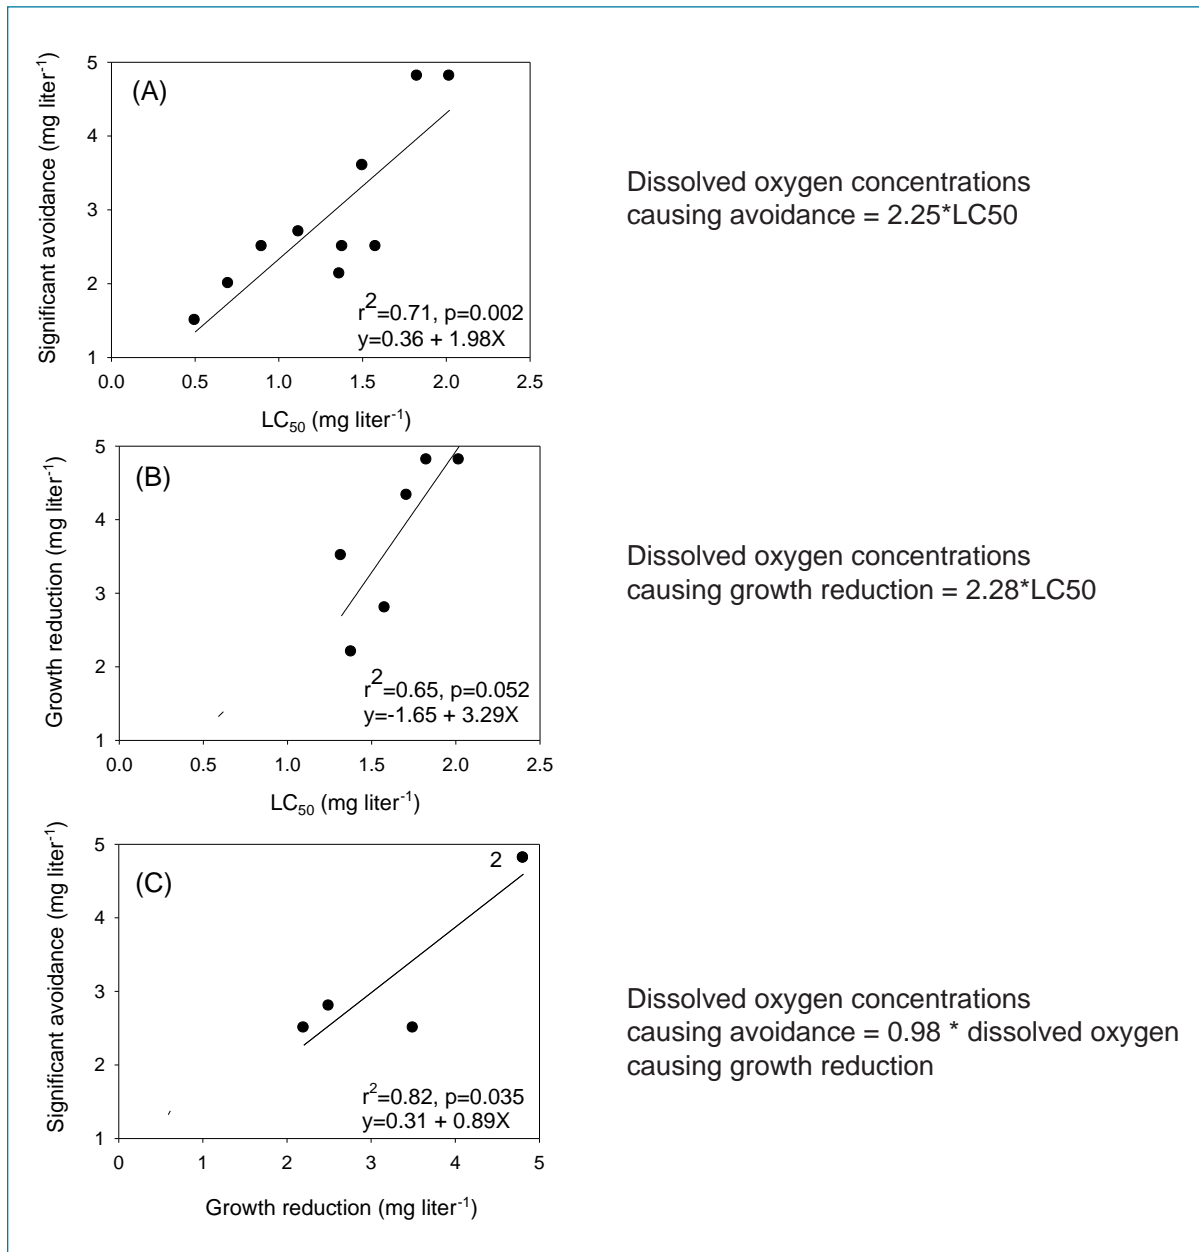 Significant avoidance (mg liter⁻¹)
5
4
3
2
1
(A)
r²=0.71, p=0.002
y=0.36 + 1.98X
0.0 0.5 1.0 1.5 2.0 2.5
LC₅₀ (mg liter⁻¹)
Dissolved oxygen concentrations
causing avoidance = 2.25*LC50
Growth reduction (mg liter⁻¹)
5
4
3
2
1
(B)
r²=0.65, p=0.052
y=-1.65 + 3.29X
0.0 0.5 1.0 1.5 2.0 2.5
LC₅₀ (mg liter⁻¹)
Dissolved oxygen concentrations
causing growth reduction = 2.28*LC50
Significant avoidance (mg liter⁻¹)
5
4
3
2
1
(C)
2
r²=0.82, p=0.035
y=0.31 + 0.89X
0 1 2 3 4 5
Growth reduction (mg liter⁻¹)
Dissolved oxygen concentrations
causing avoidance = 0.98 * dissolved oxygen
causing growth reduction